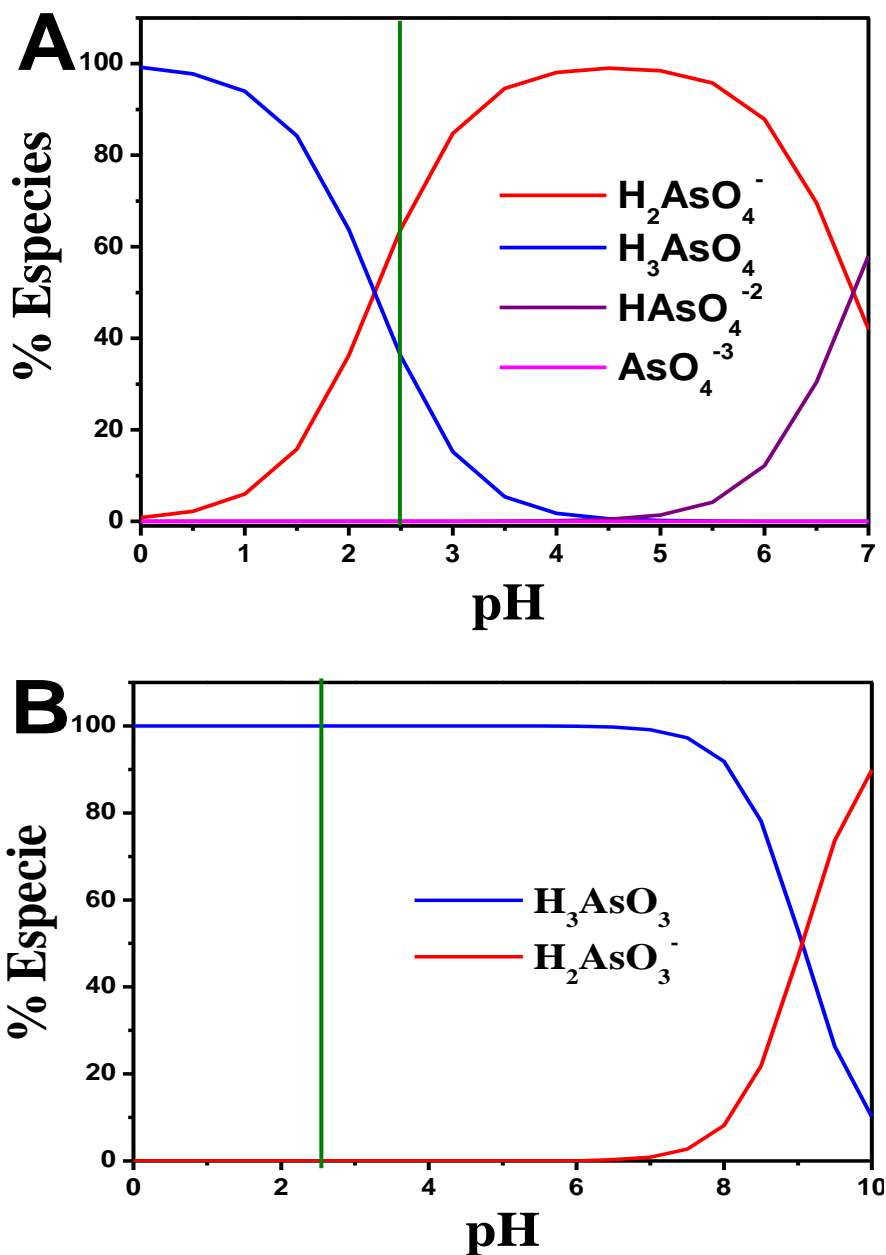 A
% Especies
100
80
60
40
20
0
H₂AsO₄⁻
H₃AsO₄
HAsO₄⁻²
AsO₄⁻³
0 1 2 3 4 5 6 7
pH
B
% Especie
100
80
60
40
20
0
H₃AsO₃
H₂AsO₃⁻
0 2 4 6 8 10
pH